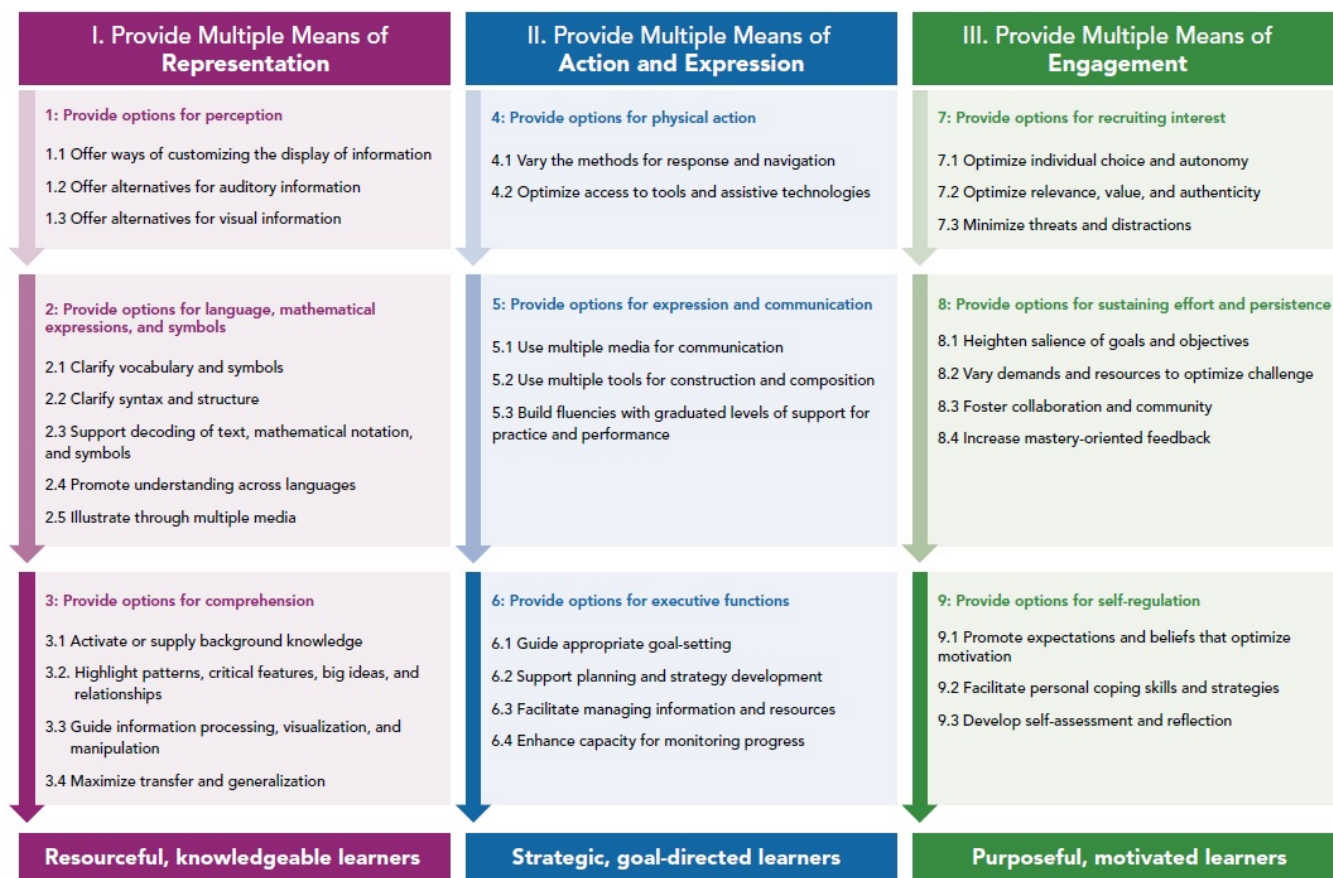 I. Provide Multiple Means of
Representation
1: Provide options for perception
1.1 Offer ways of customizing the display of information
1.2 Offer alternatives for auditory information
1.3 Offer alternatives for visual information
2: Provide options for language, mathematical
expressions, and symbols
2.1 Clarify vocabulary and symbols
2.2 Clarify syntax and structure
2.3 Support decoding of text, mathematical notation,
and symbols
2.4 Promote understanding across languages
2.5 Illustrate through multiple media
3: Provide options for comprehension
3.1 Activate or supply background knowledge
3.2. Highlight patterns, critical features, big ideas, and
relationships
3.3 Guide information processing, visualization, and
manipulation
3.4 Maximize transfer and generalization
Resourceful, knowledgeable learners
II. Provide Multiple Means of
Action and Expression
4: Provide options for physical action
4.1 Vary the methods for response and navigation
4.2 Optimize access to tools and assistive technologies
5: Provide options for expression and communication
5.1 Use multiple media for communication
5.2 Use multiple tools for construction and composition
5.3 Build fluencies with graduated levels of support for
practice and performance
6: Provide options for executive functions
6.1 Guide appropriate goal-setting
6.2 Support planning and strategy development
6.3 Facilitate managing information and resources
6.4 Enhance capacity for monitoring progress
Strategic, goal-directed learners
III. Provide Multiple Means of
Engagement
7: Provide options for recruiting interest
7.1 Optimize individual choice and autonomy
7.2 Optimize relevance, value, and authenticity
7.3 Minimize threats and distractions
8: Provide options for sustaining effort and persistence
8.1 Heighten salience of goals and objectives
8.2 Vary demands and resources to optimize challenge
8.3 Foster collaboration and community
8.4 Increase mastery-oriented feedback
9: Provide options for self-regulation
9.1 Promote expectations and beliefs that optimize
motivation
9.2 Facilitate personal coping skills and strategies
9.3 Develop self-assessment and reflection
Purposeful, motivated learners